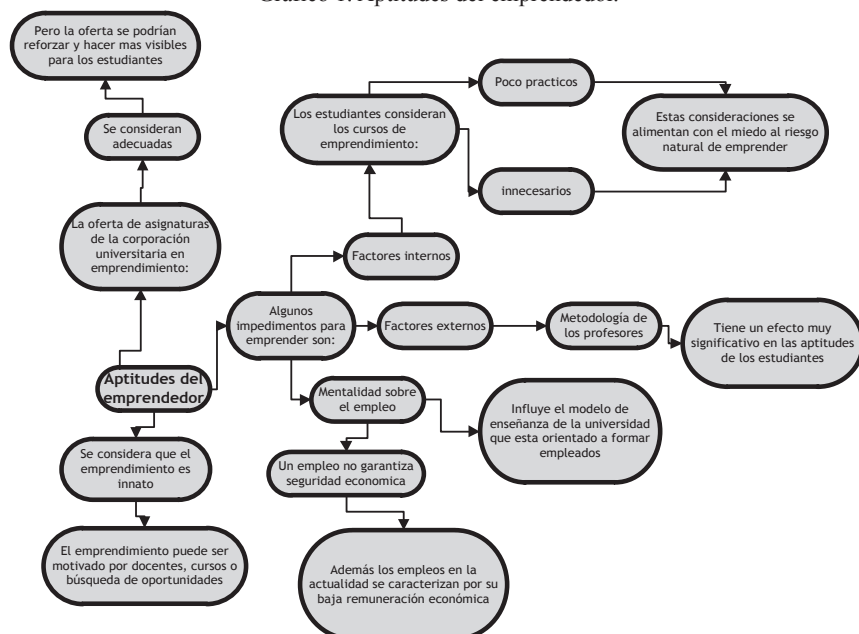 Gráfico 1. Aptitudes del emprendedor.
Pero la oferta se podrían
reforzar y hacer mas visibles
para los estudiantes
Se consideran
adecuadas
La oferta de asignaturas
de la corporación
universitaria en
emprendimiento:
Aptitudes del
emprendedor
Se considera que el
emprendimiento es
innato
El emprendimiento puede ser
motivado por docentes, cursos o
búsqueda de oportunidades
Algunos
impedimentos para
emprender son:
Factores internos
Los estudiantes consideran
los cursos de
emprendimiento:
Poco practicos
innecesarios
Estas consideraciones se
alimentan con el miedo al riesgo
natural de emprender
Factores externos
Metodología de
los profesores
Tiene un efecto muy
significativo en las aptitudes
de los estudiantes
Mentalidad sobre
el empleo
Influye el modelo de
enseñanza de la universidad
que esta orientado a formar
empleados
Un empleo no garantiza
seguridad economica
Además los empleos en la
actualidad se caracterizan por su
baja remuneración económica